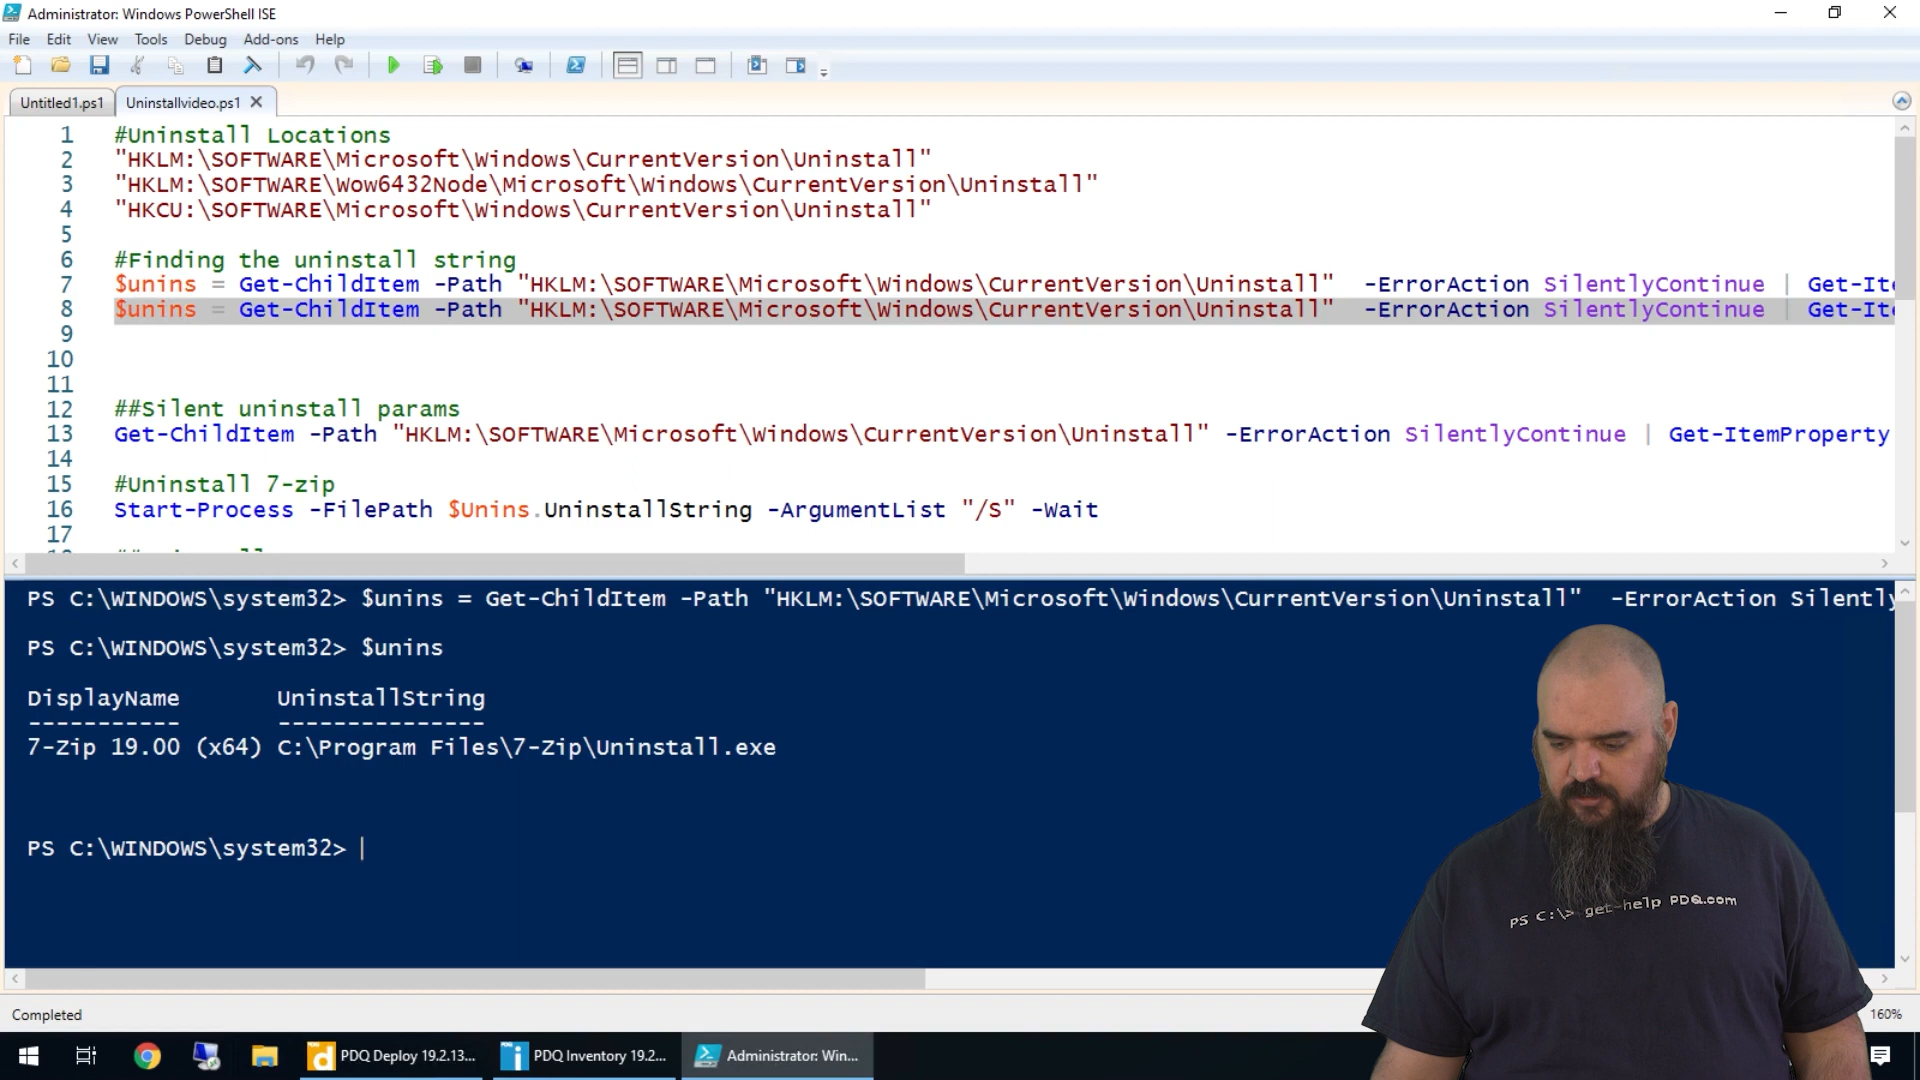 Administrator: Windows PowerShell ISE
File Edit View Tools Debug Add-ons Help
Untitled1.ps1 Uninstallvideo.ps1
1 #Uninstall Locations
2 "HKLM:\SOFTWARE\Microsoft\Windows\CurrentVersion\Uninstall"
3 "HKLM:\SOFTWARE\Wow6432Node\Microsoft\Windows\CurrentVersion\Uninstall"
4 "HKCU:\SOFTWARE\Microsoft\Windows\CurrentVersion\Uninstall"
5
6 #Finding the uninstall string
7 $unins = Get-ChildItem -Path "HKLM:\SOFTWARE\Microsoft\Windows\CurrentVersion\Uninstall" -ErrorAction SilentlyContinue | Get-Ite
8 $unins = Get-ChildItem -Path "HKLM:\SOFTWARE\Microsoft\Windows\CurrentVersion\Uninstall" -ErrorAction SilentlyContinue | Get-Ite
9
10
11
12 ##Silent uninstall params
13 Get-ChildItem -Path "HKLM:\SOFTWARE\Microsoft\Windows\CurrentVersion\Uninstall" -ErrorAction SilentlyContinue | Get-ItemProperty
14
15 #Uninstall 7-zip
16 Start-Process -FilePath $Unins.UninstallString -ArgumentList "/S" -Wait
17
PS C:\WINDOWS\system32> $unins = Get-ChildItem -Path "HKLM:\SOFTWARE\Microsoft\Windows\CurrentVersion\Uninstall" -ErrorAction Silently
PS C:\WINDOWS\system32> $unins
DisplayName UninstallString
----------- ---------------
7-Zip 19.00 (x64) C:\Program Files\7-Zip\Uninstall.exe
PS C:\WINDOWS\system32>
PS C:\> get-help PDQ.com
Completed
160%
PDQ Deploy 19.2.13... PDQ Inventory 19.2... Administrator: Win...